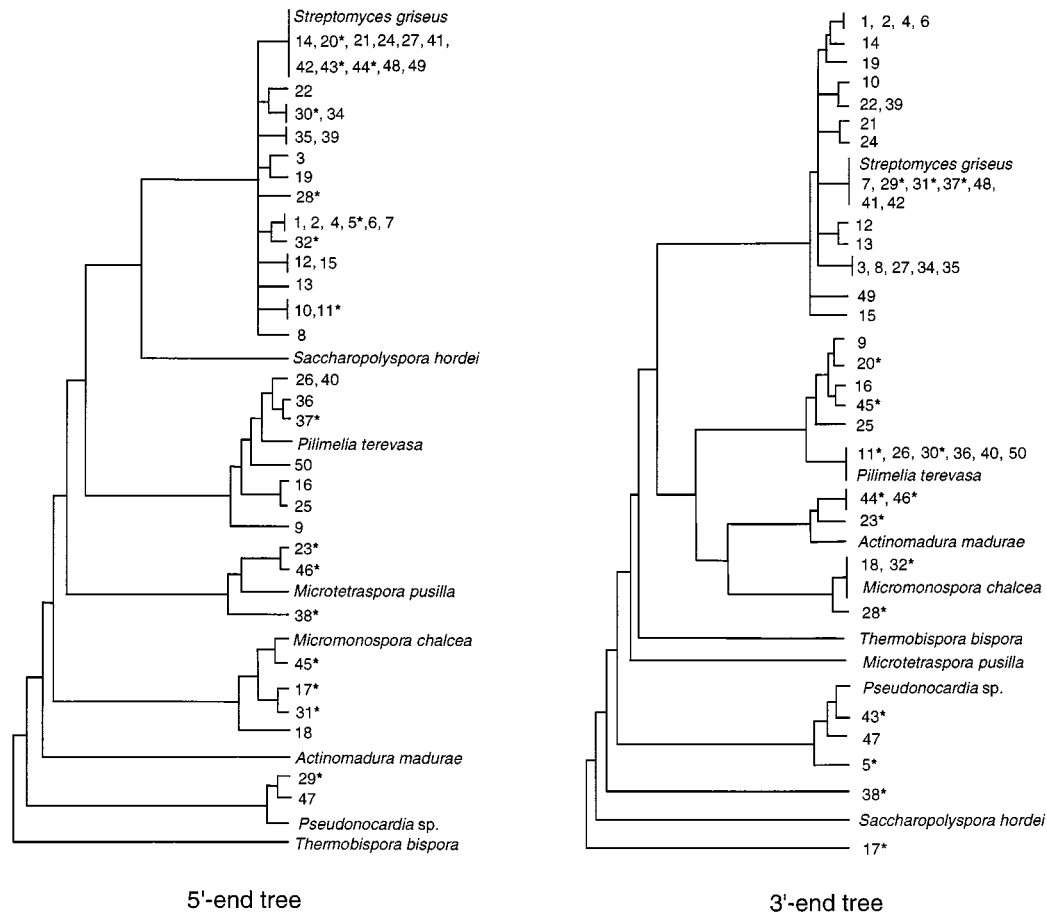 Streptomyces griseus
14, 20*, 21, 24, 27, 41,
42, 43*, 44*, 48, 49
22
30*, 34
35, 39
3
19
28*
1, 2, 4, 5*, 6, 7
32*
12, 15
13
10, 11*
8
Saccharopolyspora hordei
26, 40
36
37*
Pilimelia terevasa
50
16
25
9
23*
46*
Microtetraspora pusilla
38*
Micromonospora chalcea
45*
17*
31*
18
Actinomadura madurae
29*
47
Pseudonocardia sp.
Thermobispora bispora
5'-end tree
1, 2, 4, 6
14
19
10
22, 39
21
24
Streptomyces griseus
7, 29*, 31*, 37*, 48,
41, 42
12
13
3, 8, 27, 34, 35
49
15
9
20*
16
45*
25
11*, 26, 30*, 36, 40, 50
Pilimelia terevasa
44*, 46*
23*
Actinomadura madurae
18, 32*
Micromonospora chalcea
28*
Thermobispora bispora
Microtetraspora pusilla
Pseudonocardia sp.
43*
47
5*
38*
Saccharopolyspora hordei
17*
3'-end tree